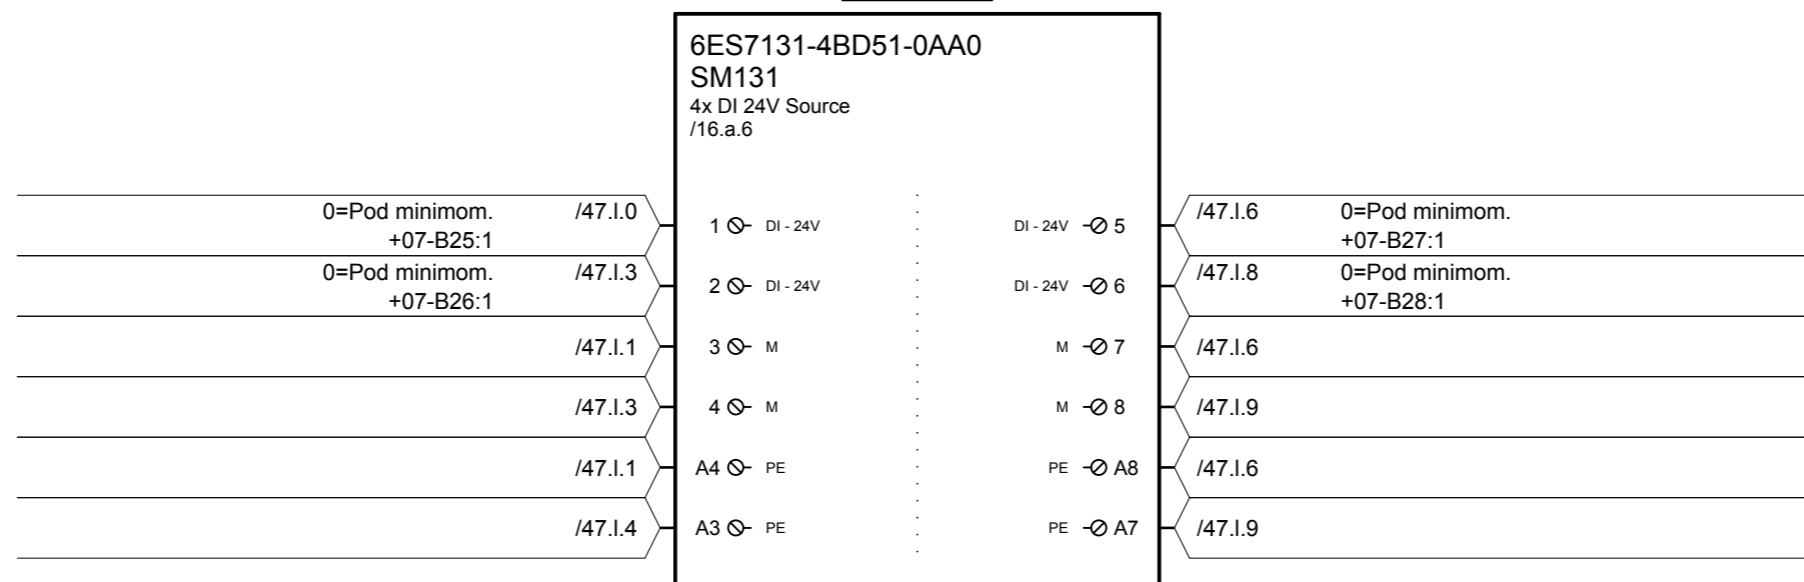 6ES7131-4BD51-0AA0
SM131
4x DI 24V Source
/16.a.6
0=Pod minimom. /47.l.0 1 DI - 24V DI - 24V 5 /47.l.6 0=Pod minimom.
+07-B25:1 +07-B27:1
0=Pod minimom. /47.l.3 2 DI - 24V DI - 24V 6 /47.l.8 0=Pod minimom.
+07-B26:1 +07-B28:1
/47.l.1 3 M M 7 /47.l.6
/47.l.3 4 M M 8 /47.l.9
/47.l.1 A4 PE PE A8 /47.l.6
/47.l.4 A3 PE PE A7 /47.l.9